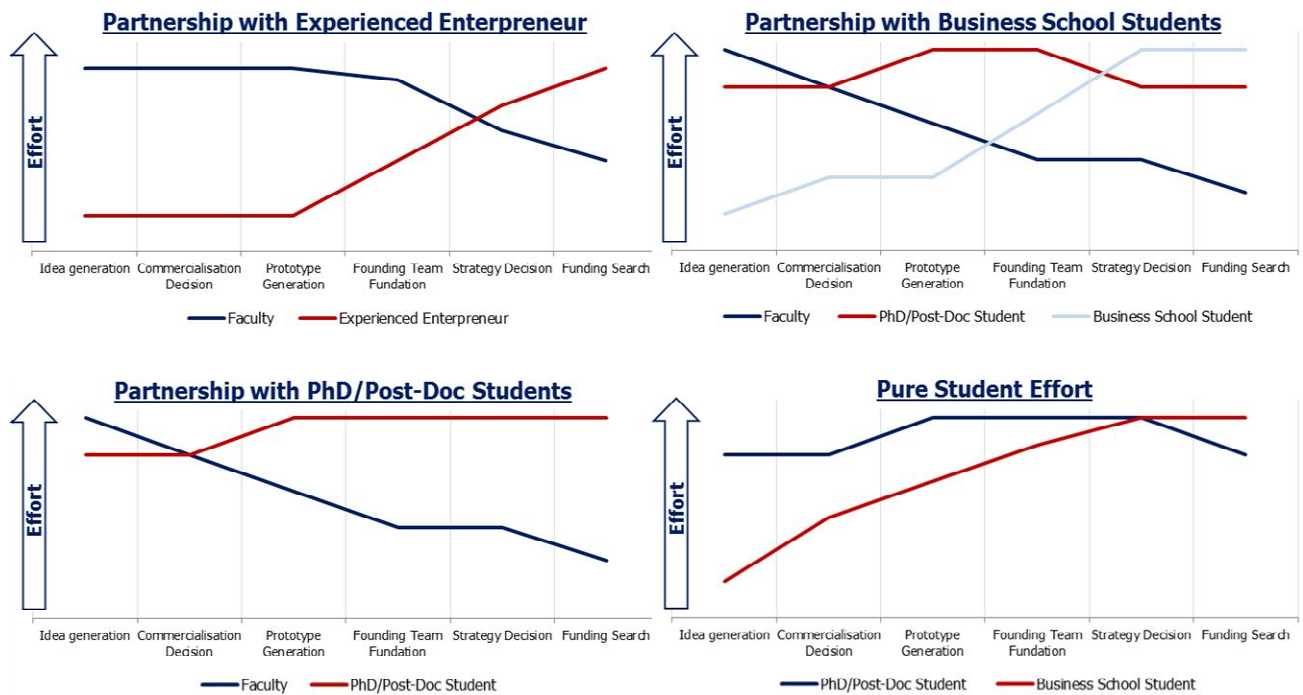 Partnership with Experienced Enterpreneur
Effort
Idea generation
Commercialisation
Decision
Prototype
Generation
Founding Team
Fundation
Strategy Decision
Funding Search
Faculty
Experienced Enterpreneur
Partnership with Business School Students
Effort
Idea generation
Commercialisation
Decision
Prototype
Generation
Founding Team
Fundation
Strategy Decision
Funding Search
Faculty
PhD/Post-Doc Student
Business School Student
Partnership with PhD/Post-Doc Students
Effort
Idea generation
Commercialisation
Decision
Prototype
Generation
Founding Team
Fundation
Strategy Decision
Funding Search
Faculty
PhD/Post-Doc Student
Pure Student Effort
Effort
Idea generation
Commercialisation
Decision
Prototype
Generation
Founding Team
Fundation
Strategy Decision
Funding Search
PhD/Post-Doc Student
Business School Student